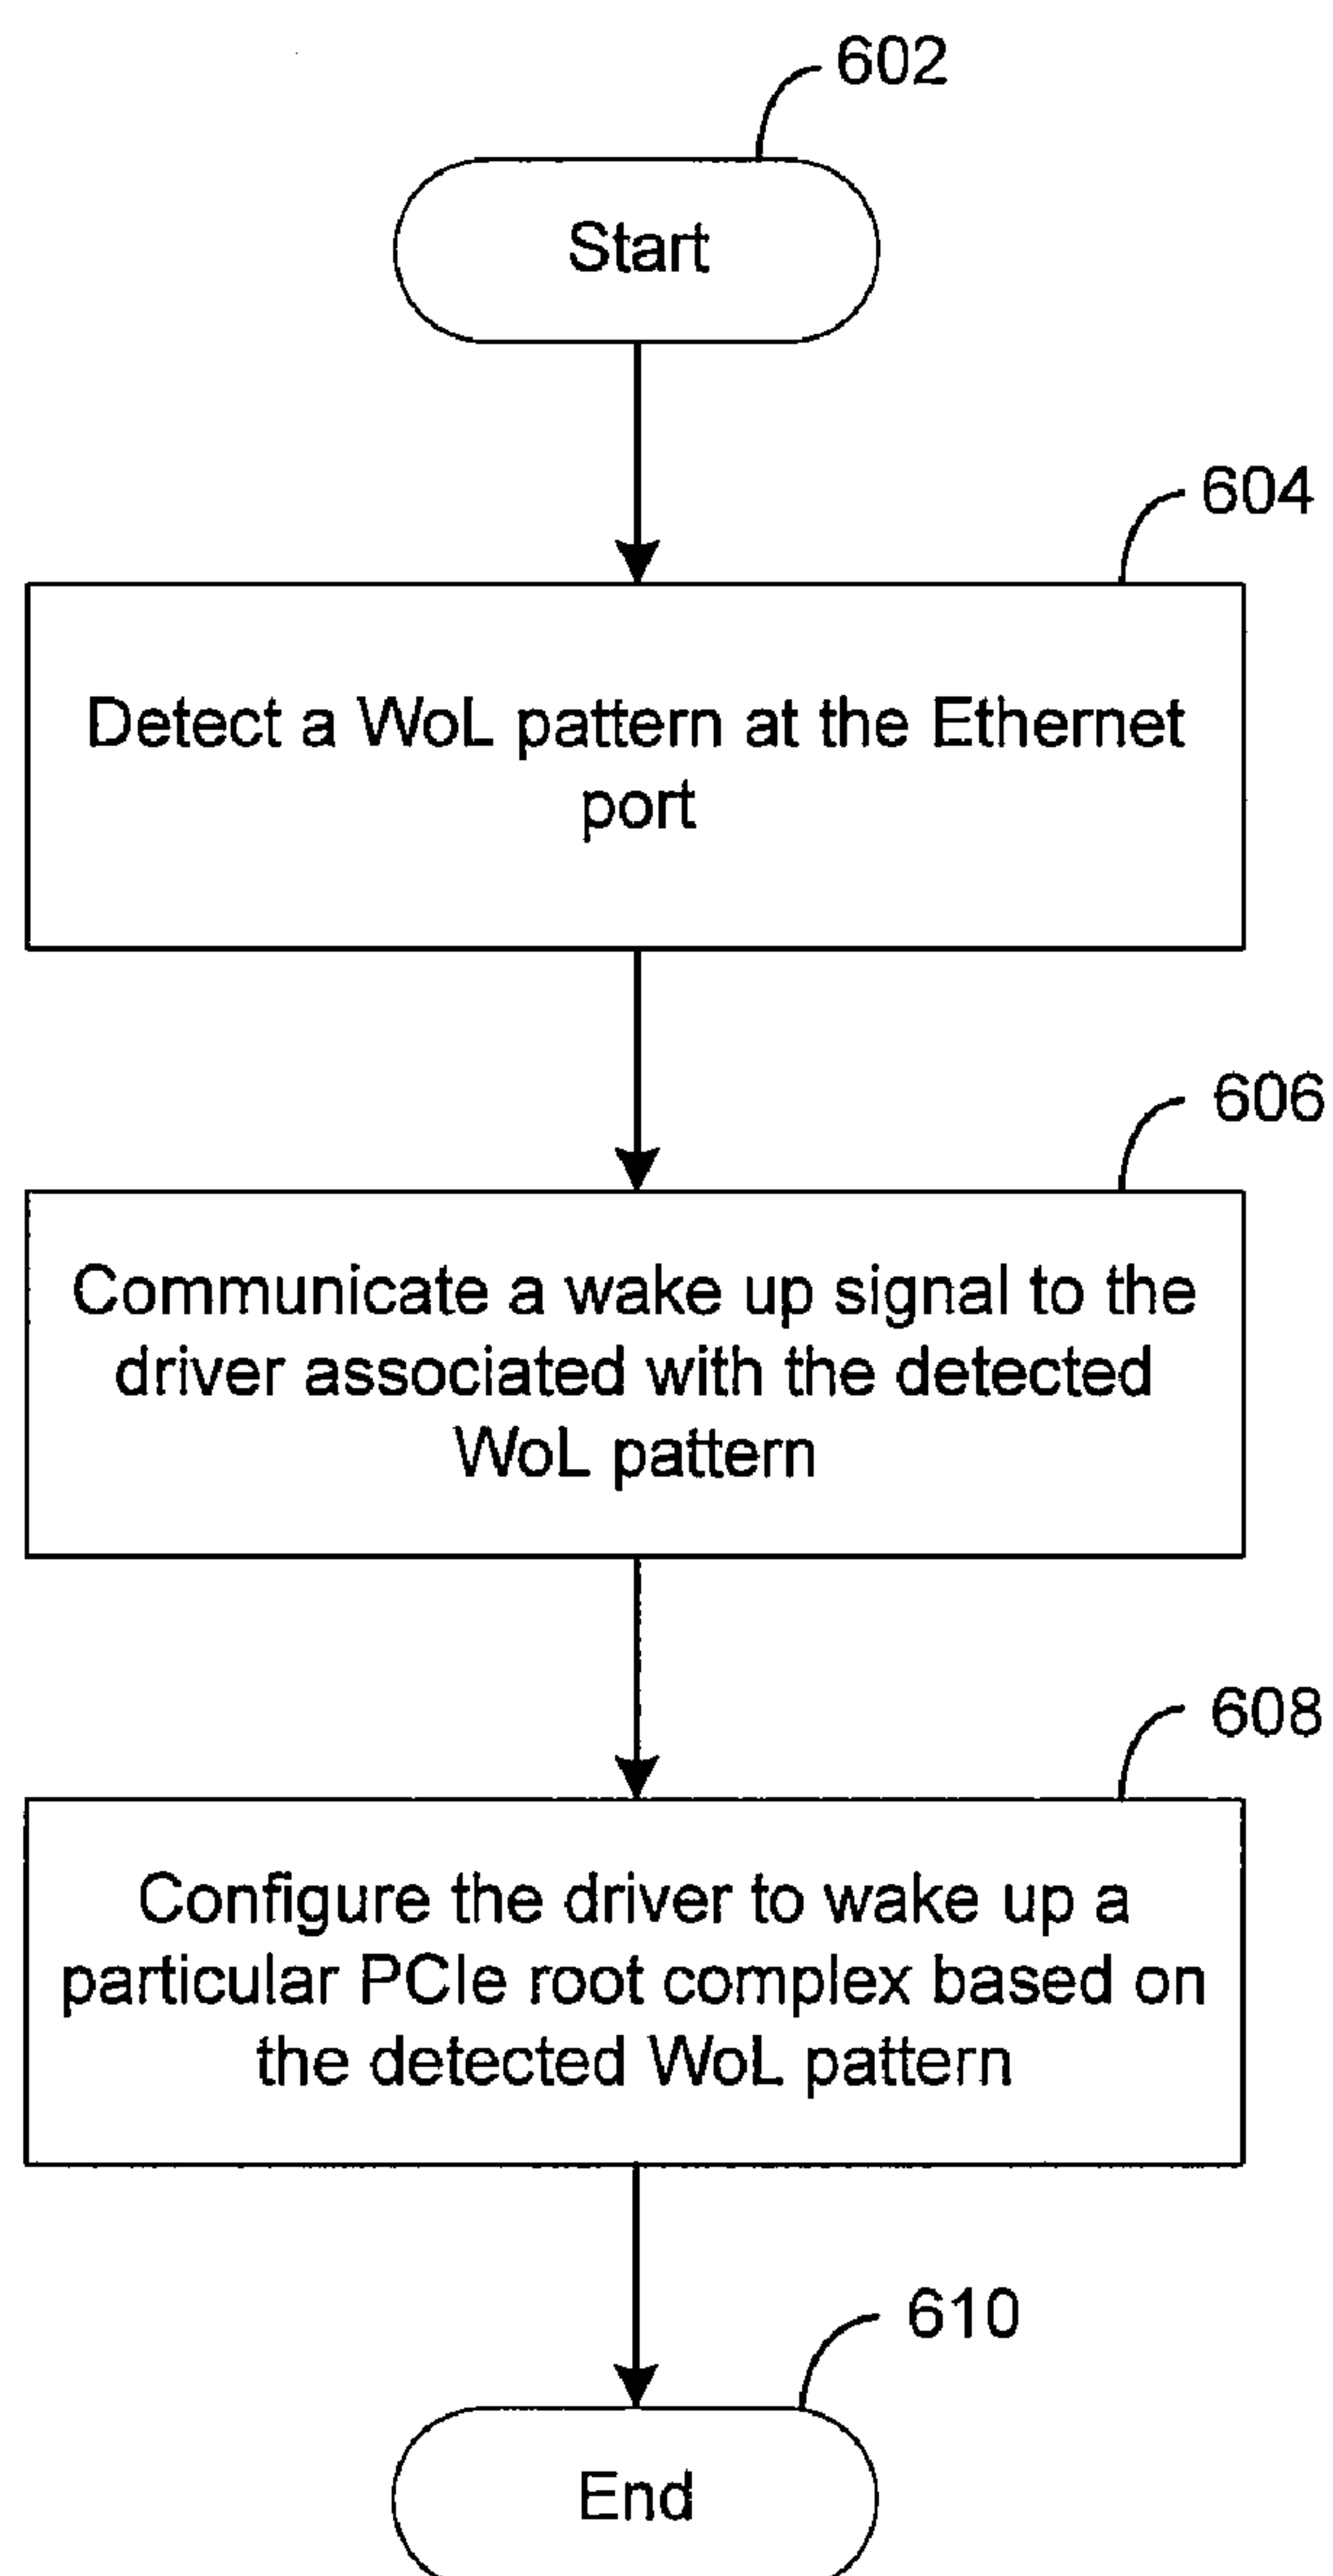 602
Start
604
Detect a WoL pattern at the Ethernet
port
606
Communicate a wake up signal to the
driver associated with the detected
WoL pattern
608
Configure the driver to wake up a
particular PCIe root complex based on
the detected WoL pattern
610
End